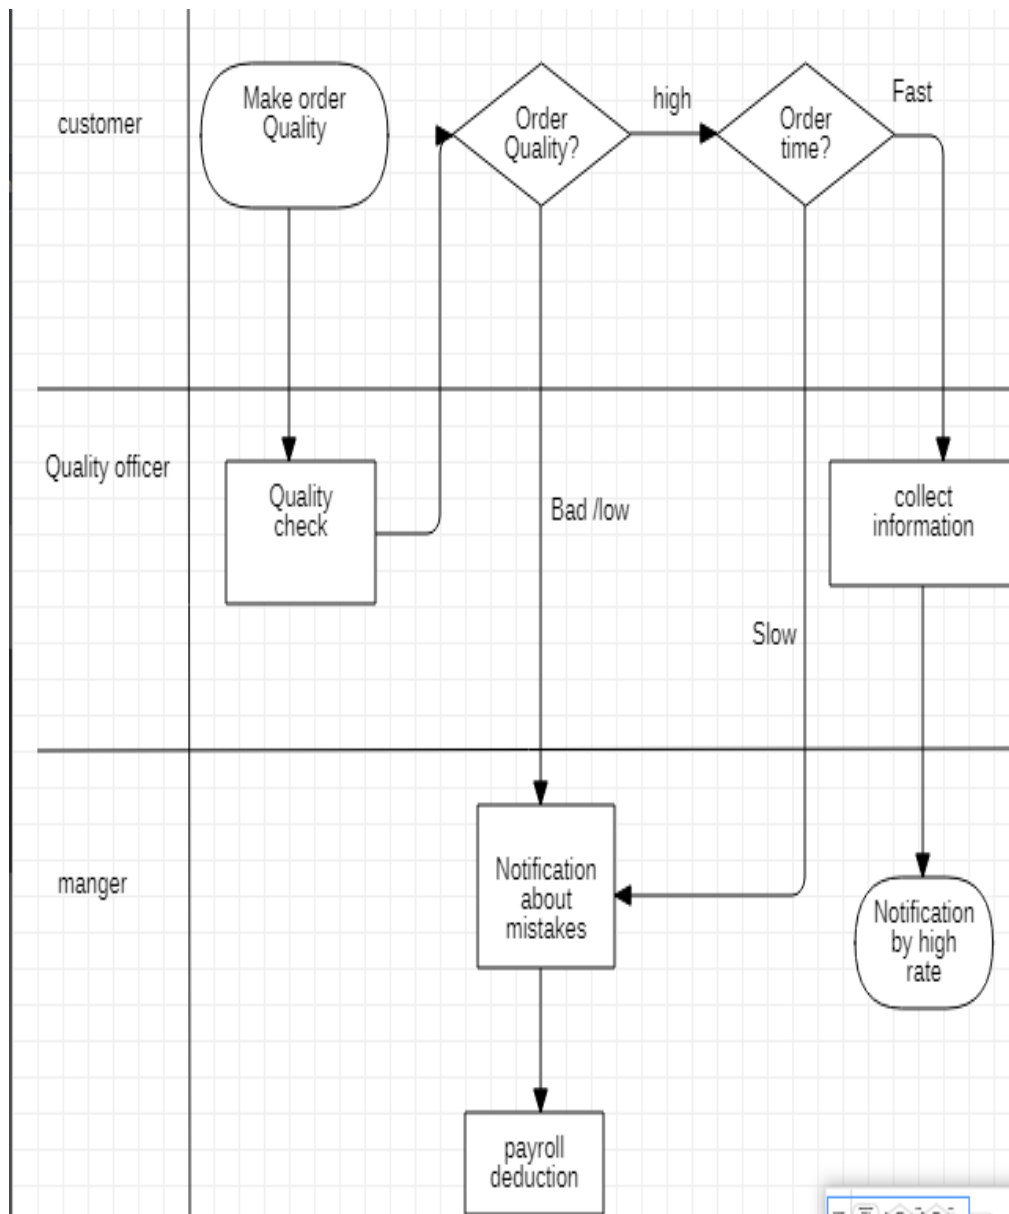 customer
Make order
Quality
Order
Quality?
high
Order
time?
Fast
Quality officer
Quality
check
Bad /low
collect
information
Slow
manger
Notification
about
mistakes
Notification
by high
rate
payroll
deduction